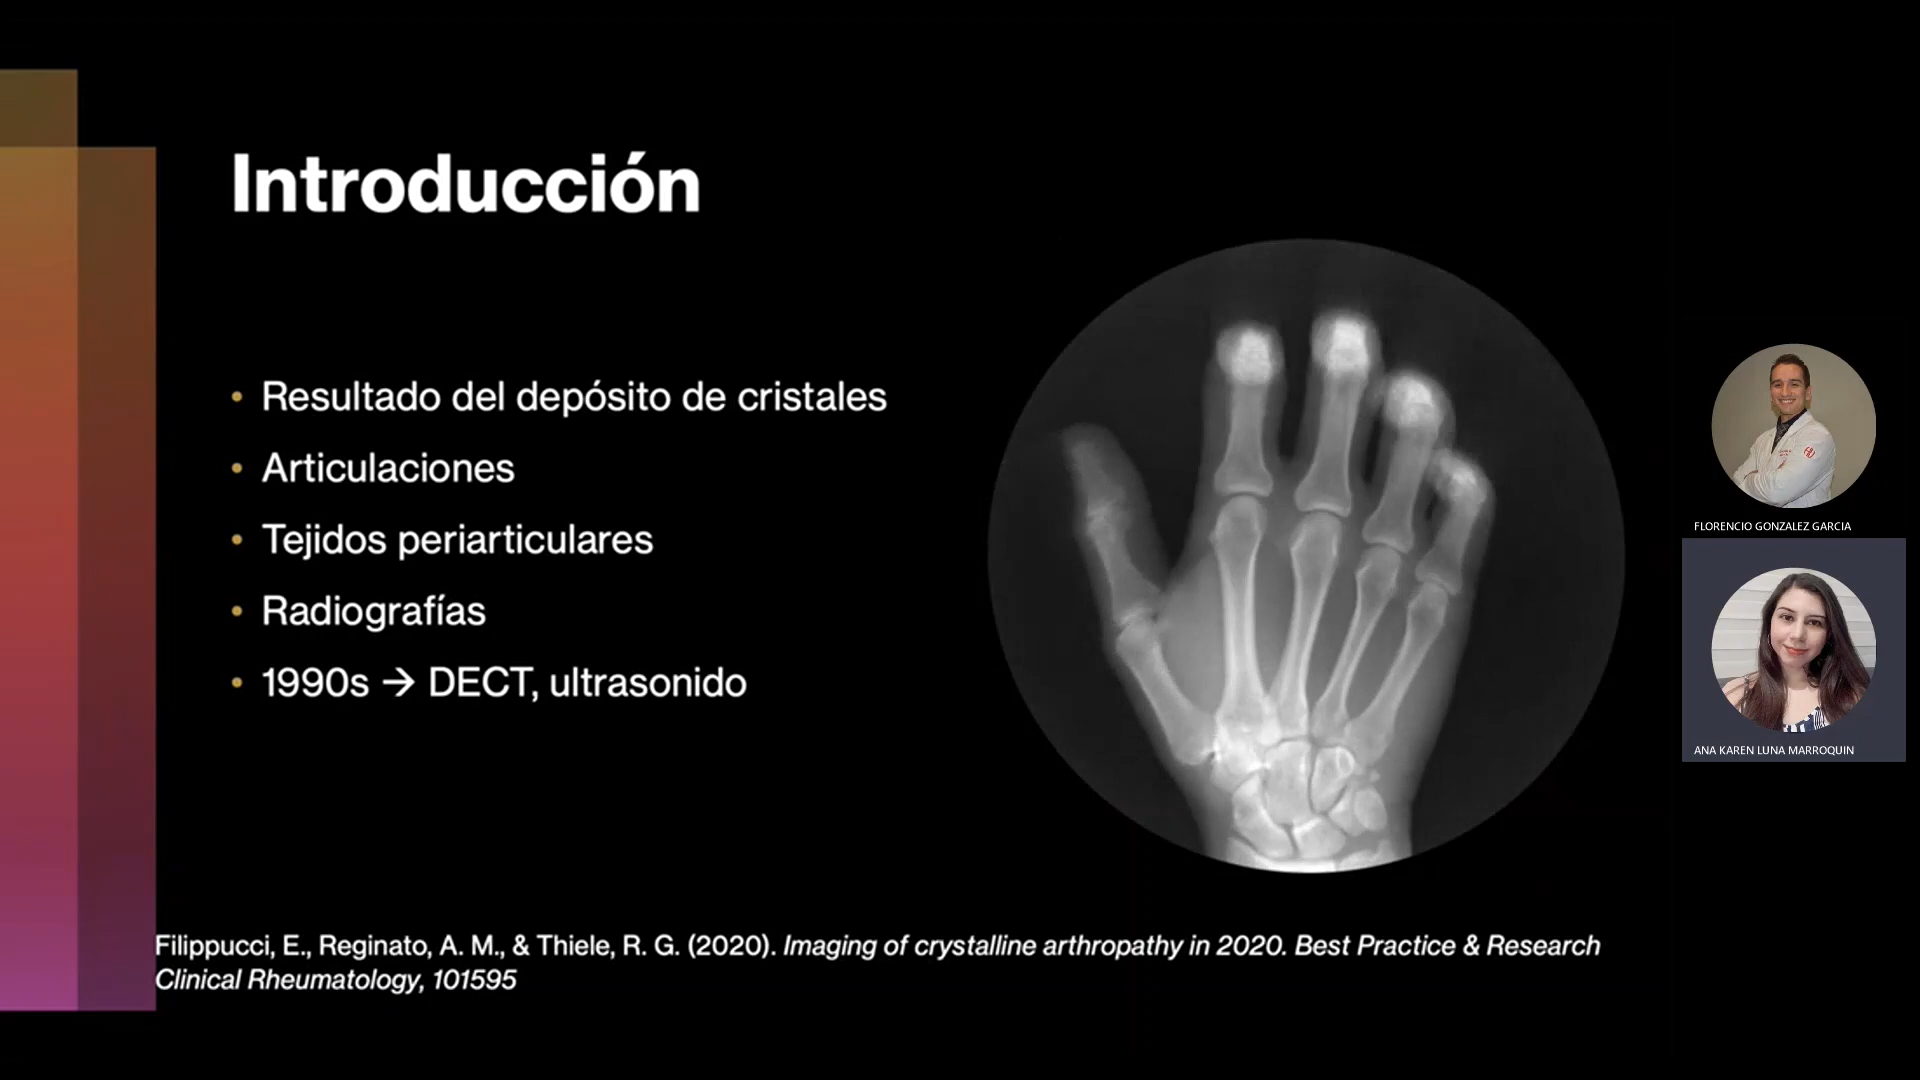 Introducción
• Resultado del depósito de cristales
• Articulaciones
• Tejidos periarticulares
• Radiografías
• 1990s → DECT, ultrasonido
Filippucci, E., Reginato, A. M., & Thiele, R. G. (2020). Imaging of crystalline arthropathy in 2020. Best Practice & Research
Clinical Rheumatology, 101595
FLORENCIO GONZALEZ GARCIA
ANA KAREN LUNA MARROQUIN